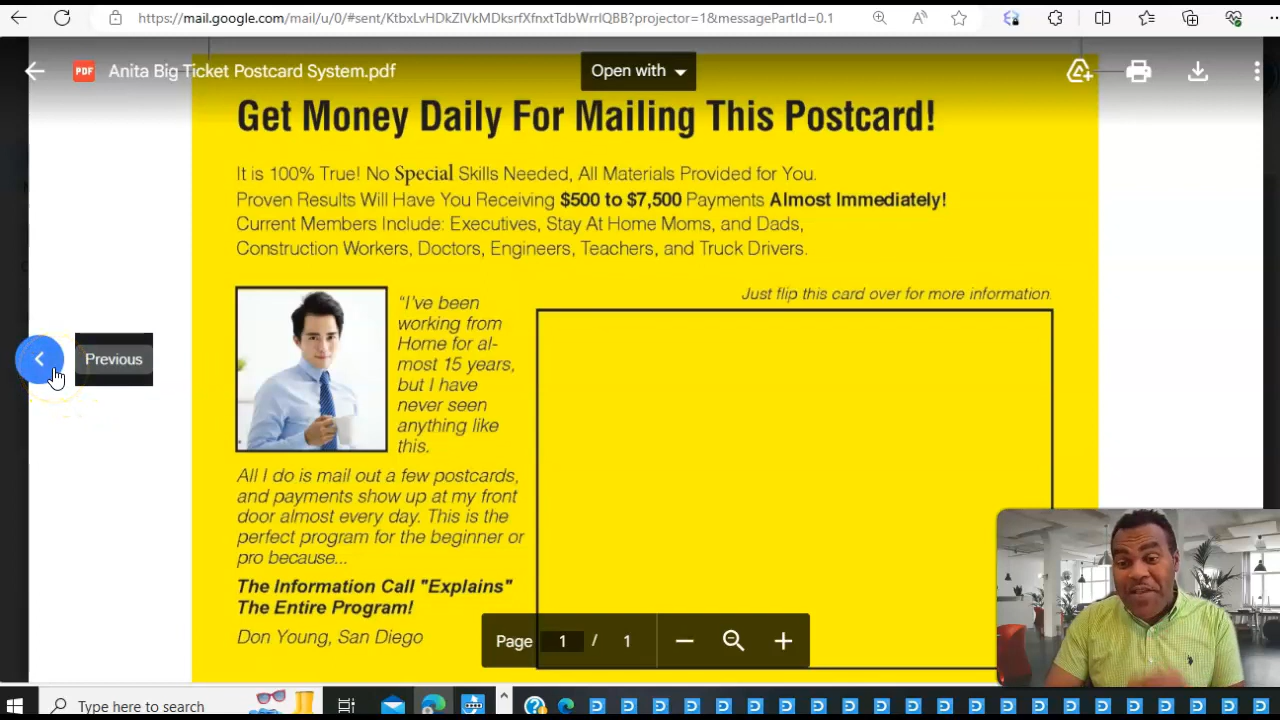 https://mail.google.com/mail/u/0/#sent/KtbxLvHDkZlVkMDksrfXfnxtTdbWrrlQBB?projector=1&messagePartId=0.1
PDF Anita Big Ticket Postcard System.pdf
Open with
Get Money Daily For Mailing This Postcard!
It is 100% True! No Special Skills Needed, All Materials Provided for You.
Proven Results Will Have You Receiving $500 to $7,500 Payments Almost Immediately!
Current Members Include: Executives, Stay At Home Moms, and Dads,
Construction Workers, Doctors, Engineers, Teachers, and Truck Drivers.
Just flip this card over for more information.
"I've been
working from
Home for al-
most 15 years,
but I have
never seen
anything like
this.
All I do is mail out a few postcards,
and payments show up at my front
door almost every day. This is the
perfect program for the beginner or
pro because...
The Information Call "Explains"
The Entire Program!
Don Young, San Diego
Previous
Page 1 / 1
Type here to search